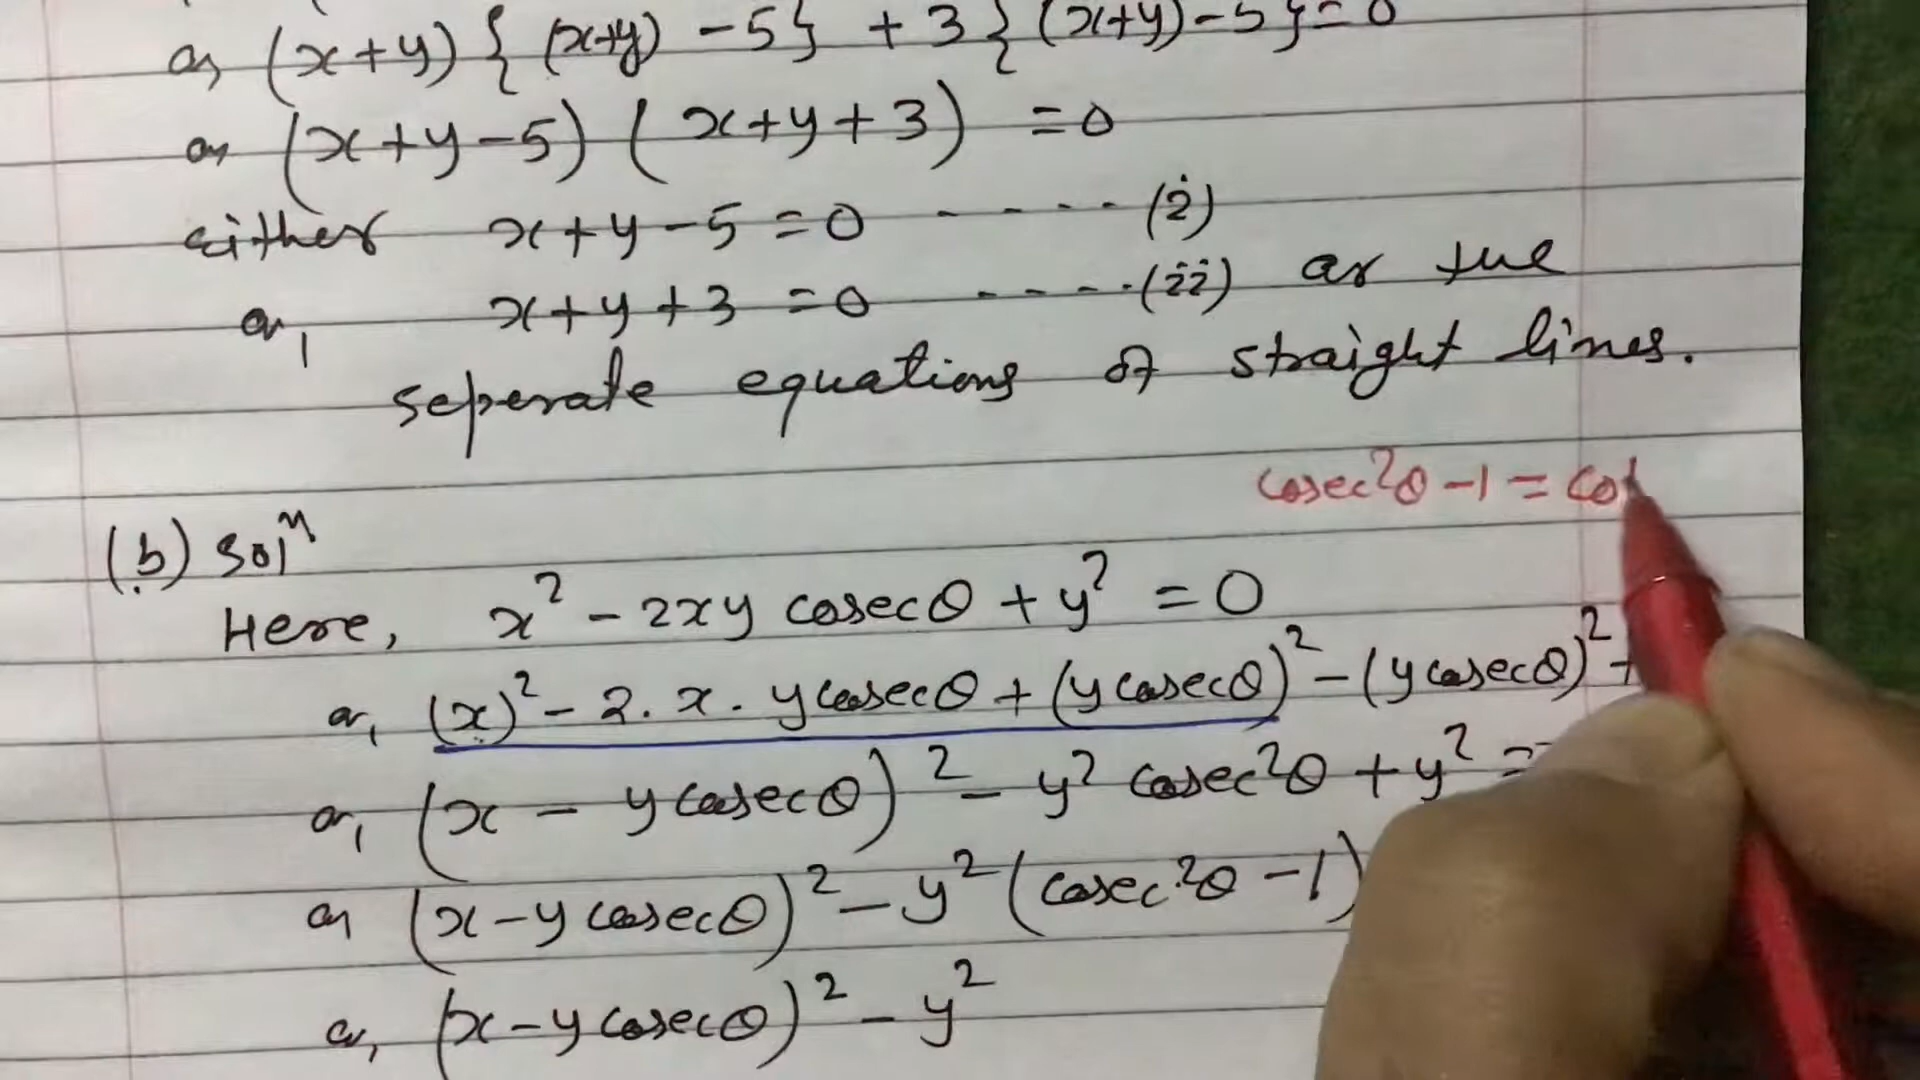 or (x+y) { (x+y) - 5} + 3 { (x+y) - 5 } = 0
or (x+y-5) ( x+y+3) = 0
either x+y-5 = 0 - - - - (i)
or, x+y+3 = 0 - - - - (ii) ar the
seperate equations of straight lines.
cosec²θ -1 = cot
(b) Solⁿ
Here, x² - 2xy cosecθ + y² = 0
or, (x)² - 2. x. y cosecθ + (y cosecθ)² - (y cosecθ)² +
or, (x - y cosecθ)² - y² cosec²θ + y² =
or (x - y cosecθ)² - y² (cosec²θ - 1)
or, (x - y cosecθ)² - y²